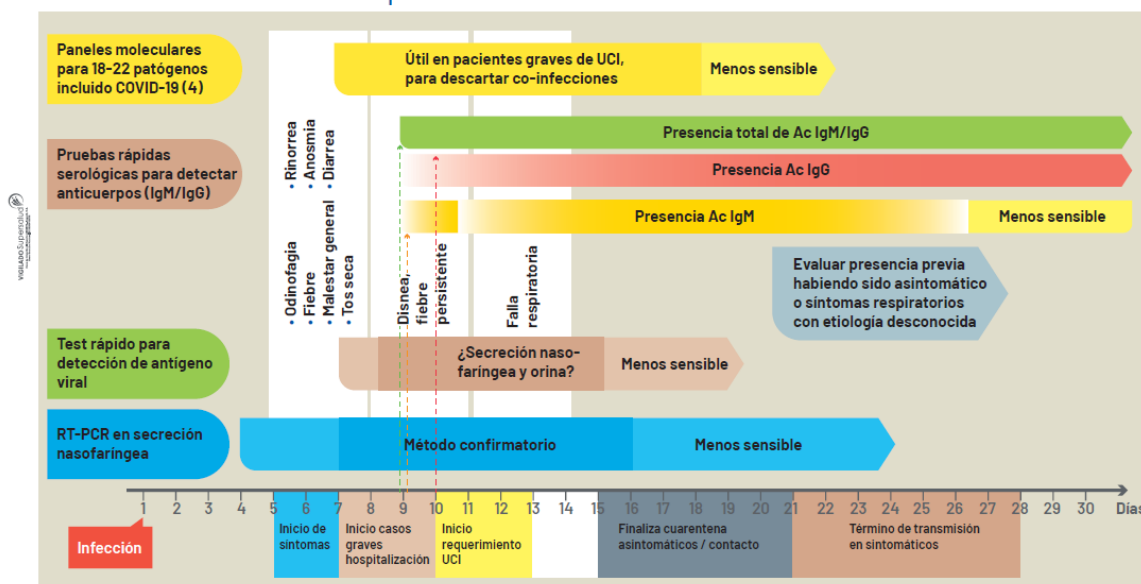 Paneles moleculares
para 18-22 patógenos
incluido COVID-19 (4)
Útil en pacientes graves de UCI,
para descartar co-infecciones
Menos sensible
Pruebas rápidas
serológicas para detectar
anticuerpos (IgM/IgG)
• Rinorrea
• Anosmia
• Diarrea
Presencia total de Ac IgM/IgG
Presencia Ac IgG
Presencia Ac IgM
Menos sensible
• Odinofagia
• Fiebre
• Malestar general
• Tos seca
Disnea,
fiebre
persistente
Falla
respiratoria
Evaluar presencia previa
habiendo sido asintomático
o síntomas respiratorios
con etiología desconocida
Test rápido para
detección de antígeno
viral
¿Secreción naso-
faríngea y orina?
Menos sensible
RT-PCR en secreción
nasofaríngea
Método confirmatorio
Menos sensible
1 2 3 4 5 6 7 8 9 10 11 12 13 14 15 16 17 18 19 20 21 22 23 24 25 26 27 28 29 30 Días
Infección
Inicio de
síntomas
Inicio casos
graves
hospitalización
Inicio
requerimiento
UCI
Finaliza cuarentena
asintomáticos / contacto
Término de transmisión
en sintomáticos
VIGILADO Supersalud